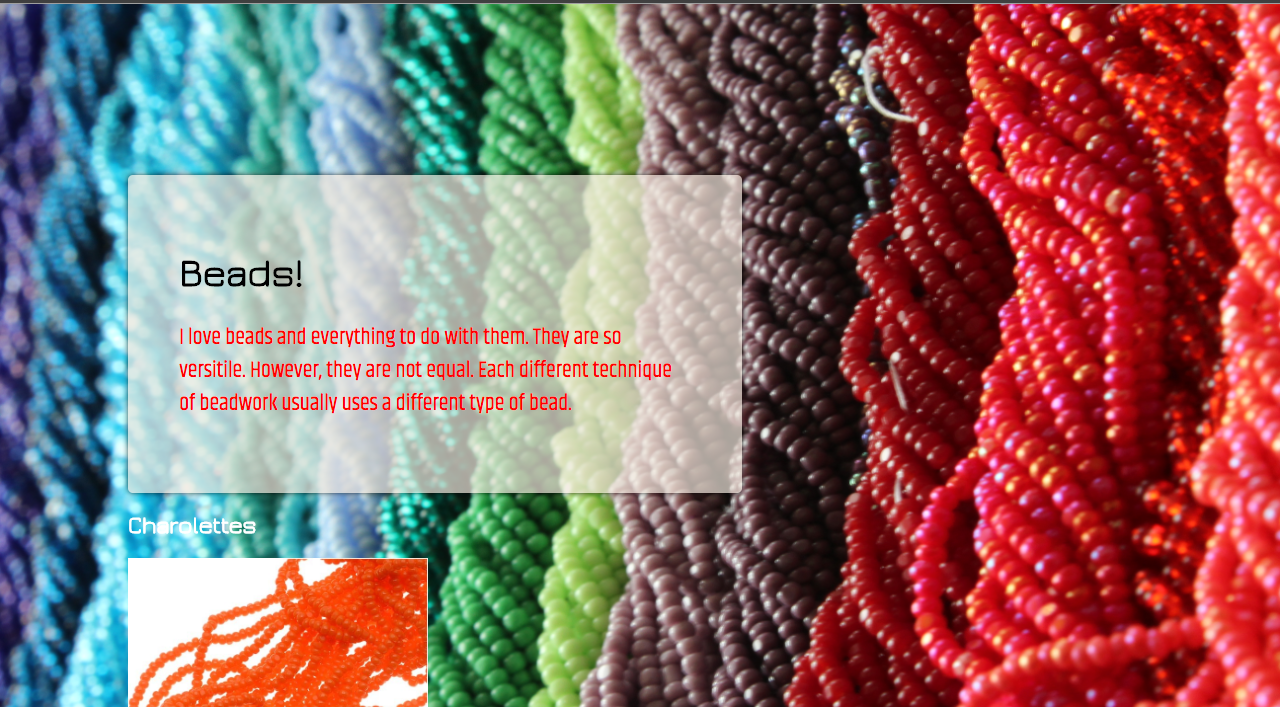 Beads!
I love beads and everything to do with them. They are so
versitile. However, they are not equal. Each different technique
of beadwork usually uses a different type of bead.
Charolettes